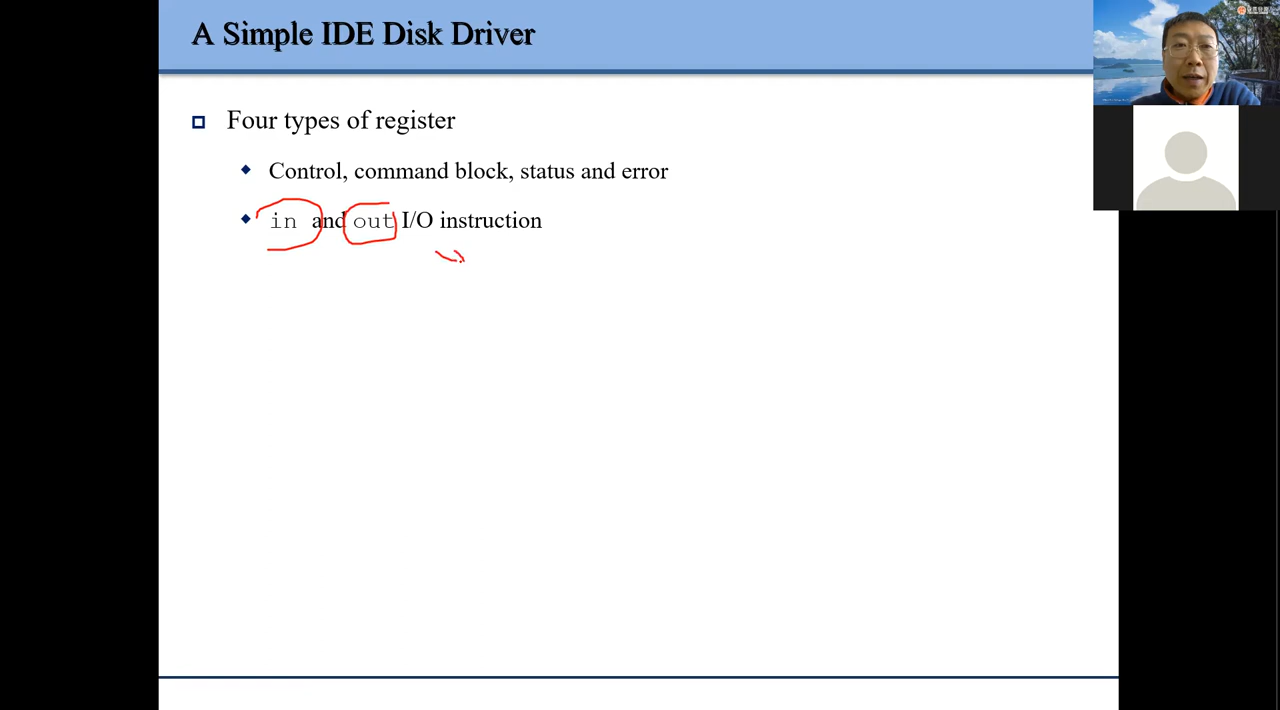 A Simple IDE Disk Driver
Four types of register
Control, command block, status and error
in and out I/O instruction